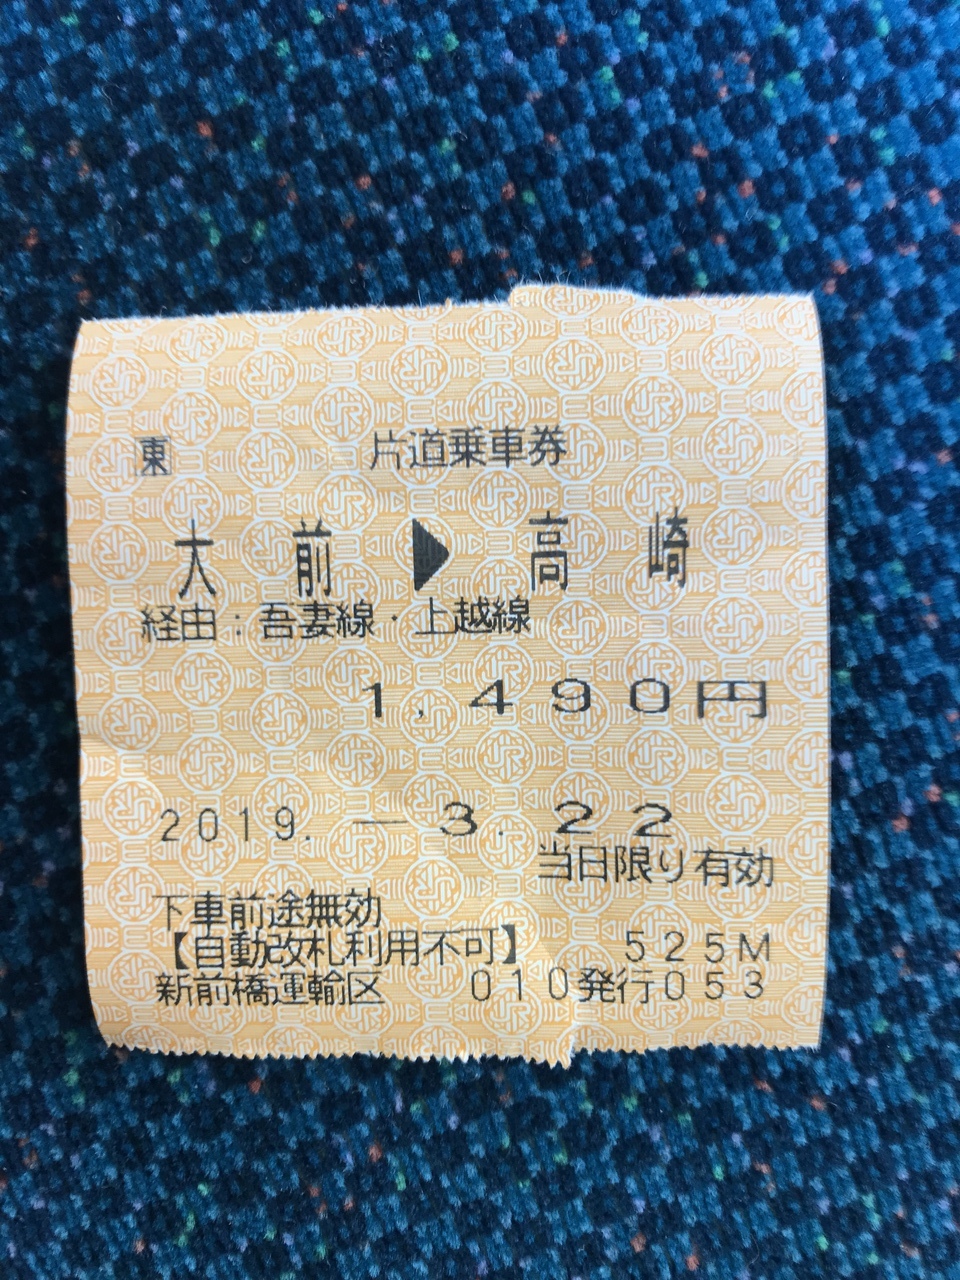 東 片道乗車券
大前▶高崎
経由：吾妻線・上越線
1,490円
2019.-3.22
当日限り有効
下車前途無効
【自動改札利用不可】 525M
新前橋運輸区 010発行053